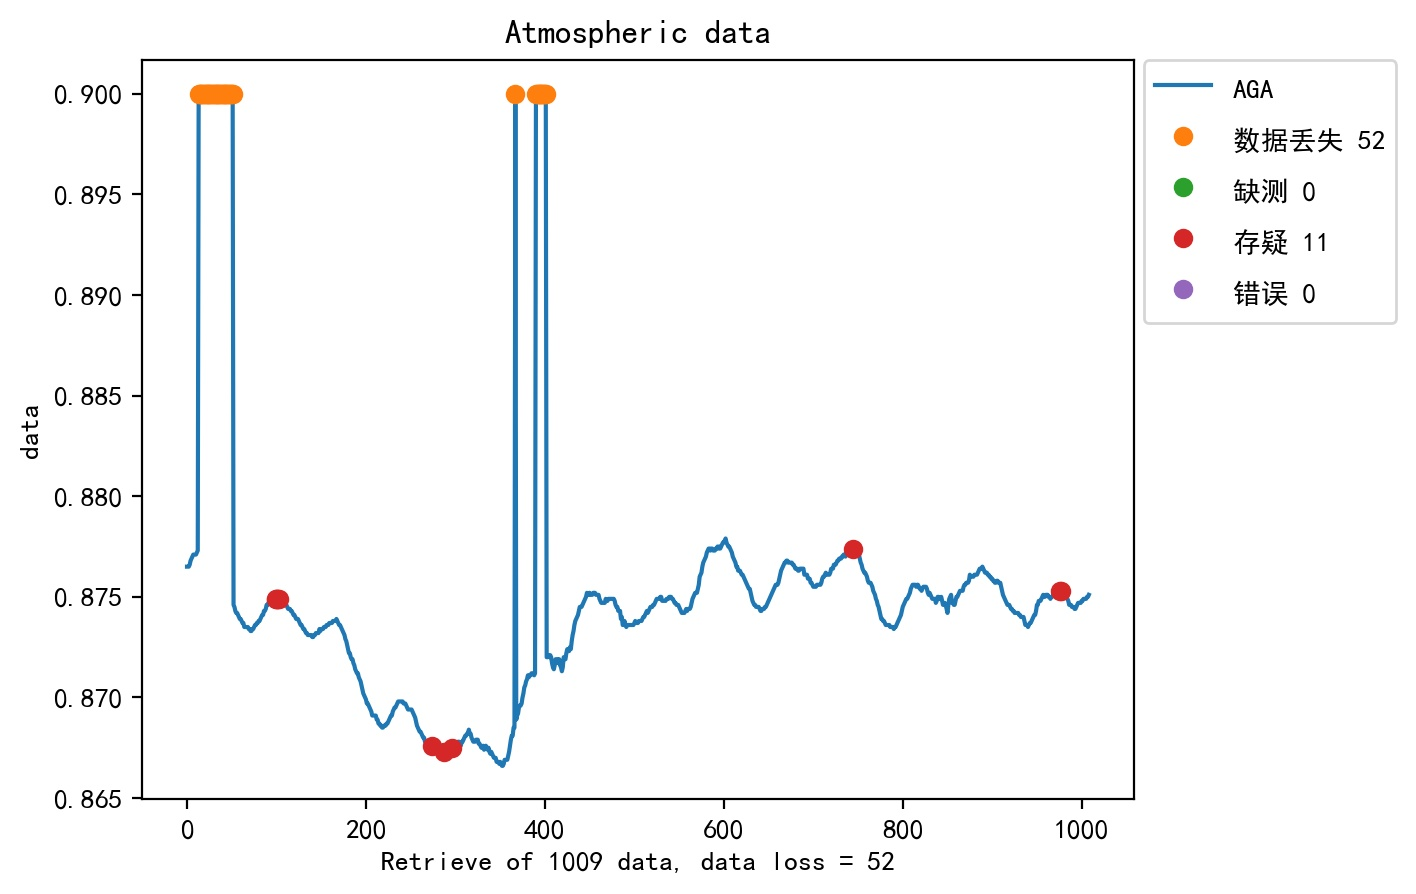 Atmospheric data
0.900
0.895
0.890
0.885
0.880
0.875
0.870
0.865
data
0 200 400 600 800 1000
Retrieve of 1009 data, data loss = 52
AGA
数据丢失 52
缺测 0
存疑 11
错误 0